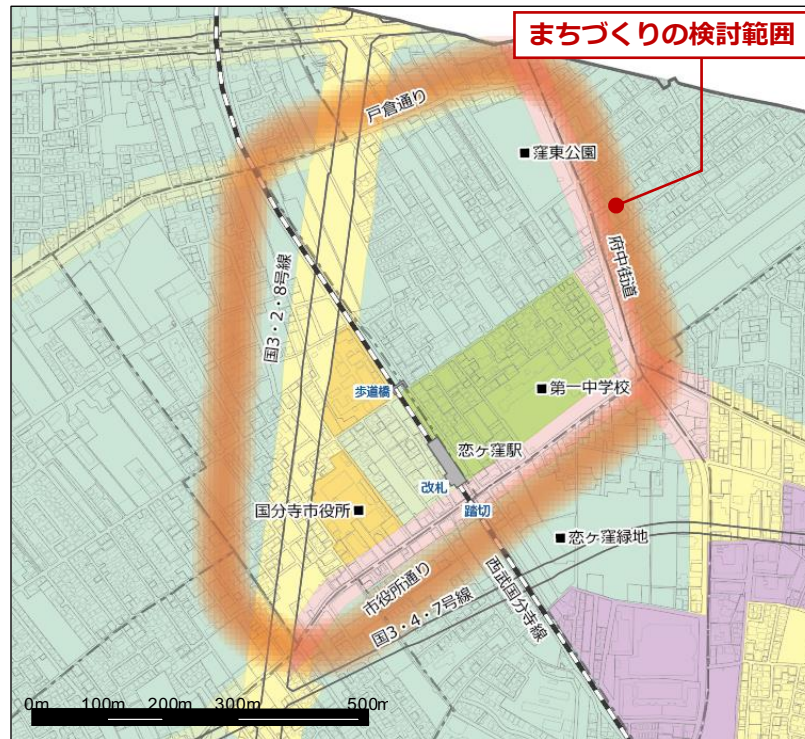 まちづくりの検討範囲
戸倉通り
■窪東公園
府中街道
国3・2・8号線
歩道橋
■第一中学校
恋ヶ窪駅
改札
国分寺市役所■
踏切
■恋ヶ窪緑地
市役所通り
国3・4・7号線
西武国分寺線
0m 100m 200m 300m 500m